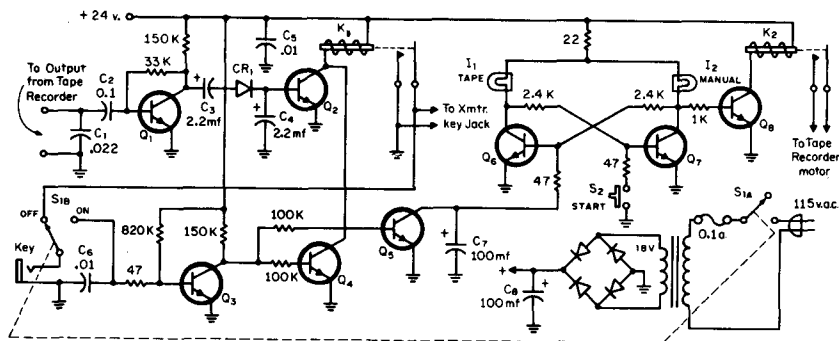 + 24 v.
150K
33K
To Output
from Tape
Recorder
C2
0.1
C1
.022
Q1
C3
2.2mf
CR1
C4
2.2mf
C5
.01
Q2
K1
To Xmtr.
key Jack
22
I1
TAPE
I2
MANUAL
2.4K
2.4K
1K
Q6
Q7
Q8
K2
To Tape
Recorder
motor
47
47
S2
START
S1B
OFF
ON
Key
C6
.01
47
820K
150K
100K
100K
Q3
Q4
Q5
C7
100mf
C8
100mf
18V
0.1a
S1A
115v.a.c.